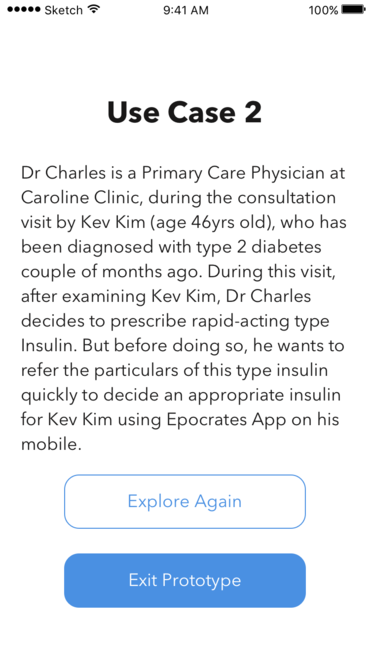 Sketch 9:41 AM 100%
Use Case 2
Dr Charles is a Primary Care Physician at
Caroline Clinic, during the consultation
visit by Kev Kim (age 46yrs old), who has
been diagnosed with type 2 diabetes
couple of months ago. During this visit,
after examining Kev Kim, Dr Charles
decides to prescribe rapid-acting type
Insulin. But before doing so, he wants to
refer the particulars of this type insulin
quickly to decide an appropriate insulin
for Kev Kim using Epocrates App on his
mobile.
Explore Again
Exit Prototype